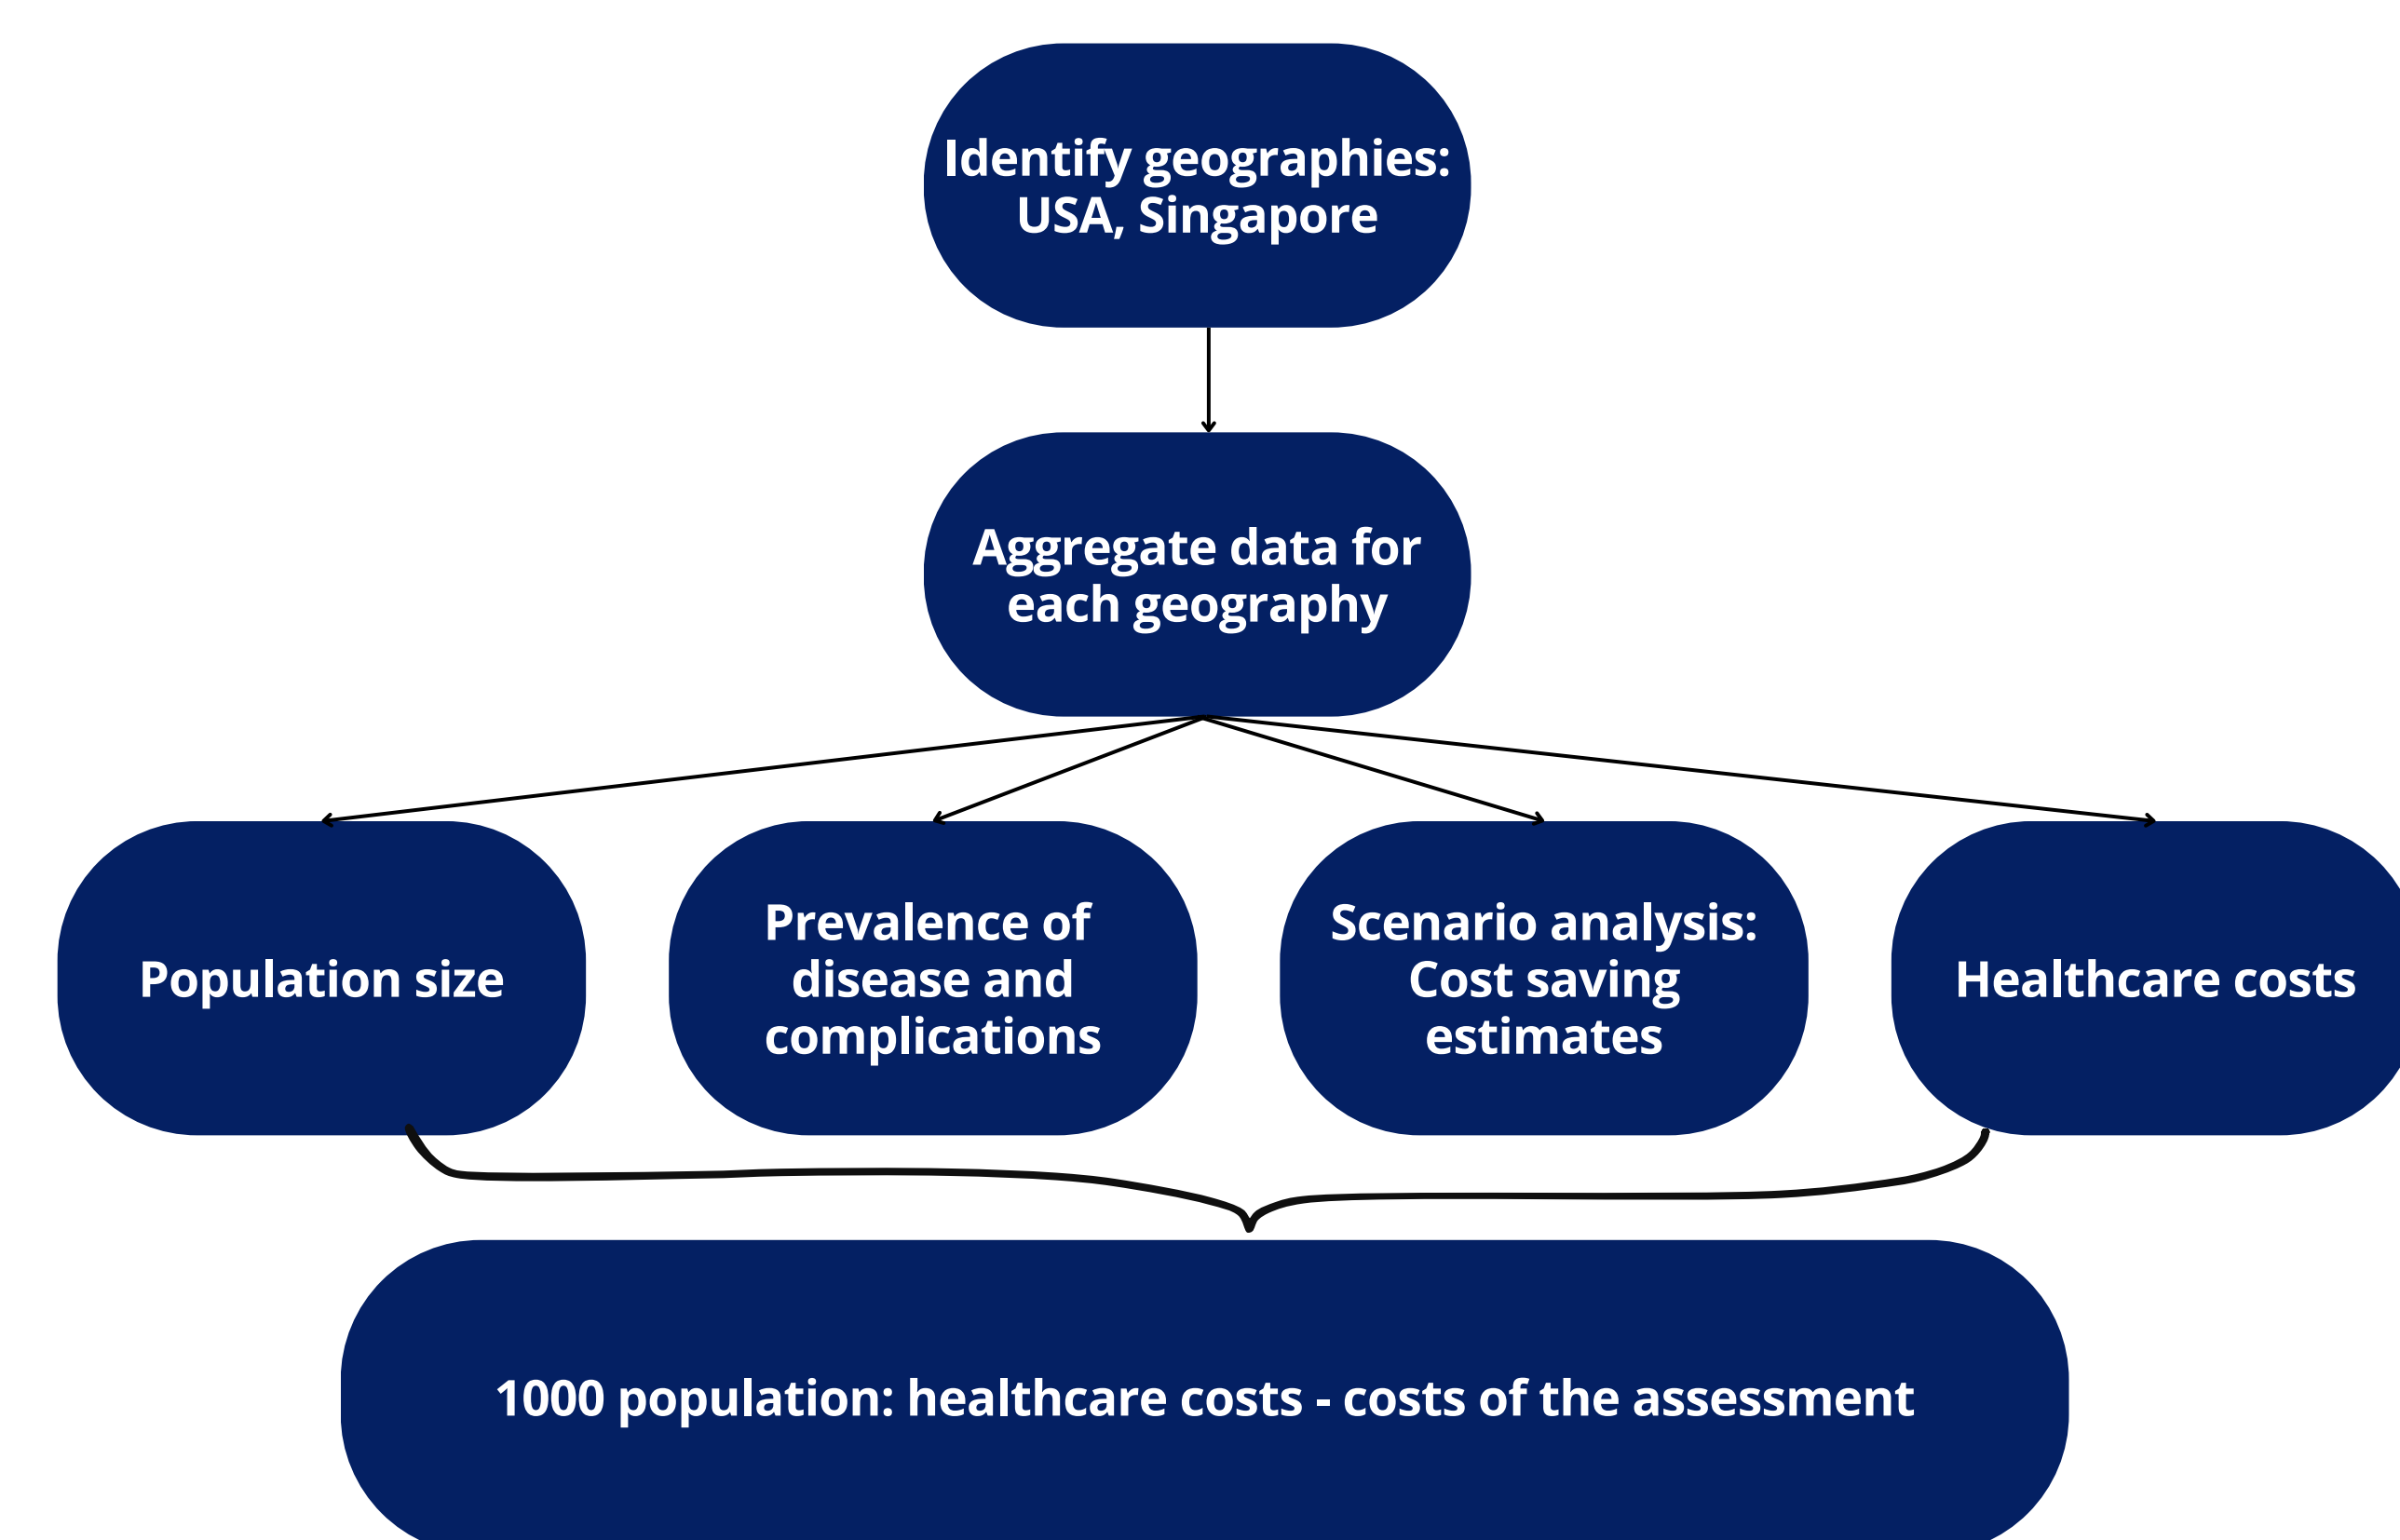 Identify geographies:
USA, Singapore
Aggregate data for
each geography
Population size
Prevalence of
disease and
complications
Scenario analysis:
Cost saving
estimates
Healthcare costs
1000 population: healthcare costs - costs of the assessment